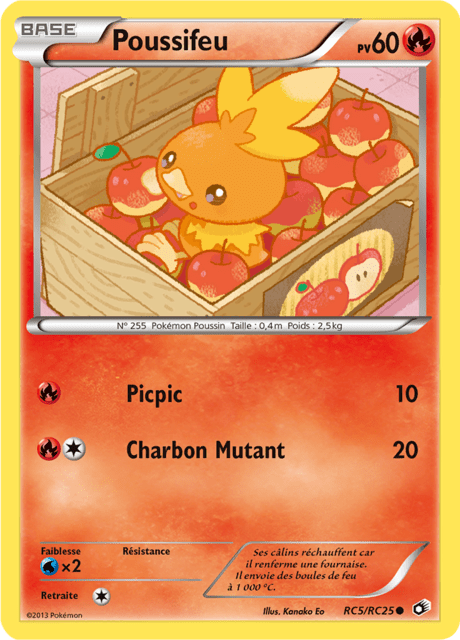 BASE
Poussifeu
PV60
N° 255 Pokémon Poussin Taille : 0,4m Poids : 2,5kg
Picpic 10
Charbon Mutant 20
Faiblesse Résistance
×2
Retraite
Ses câlins réchauffent car
il renferme une fournaise.
Il envoie des boules de feu
à 1 000 °C.
©2013 Pokémon
Illus. Kanako Eo
RC5/RC25